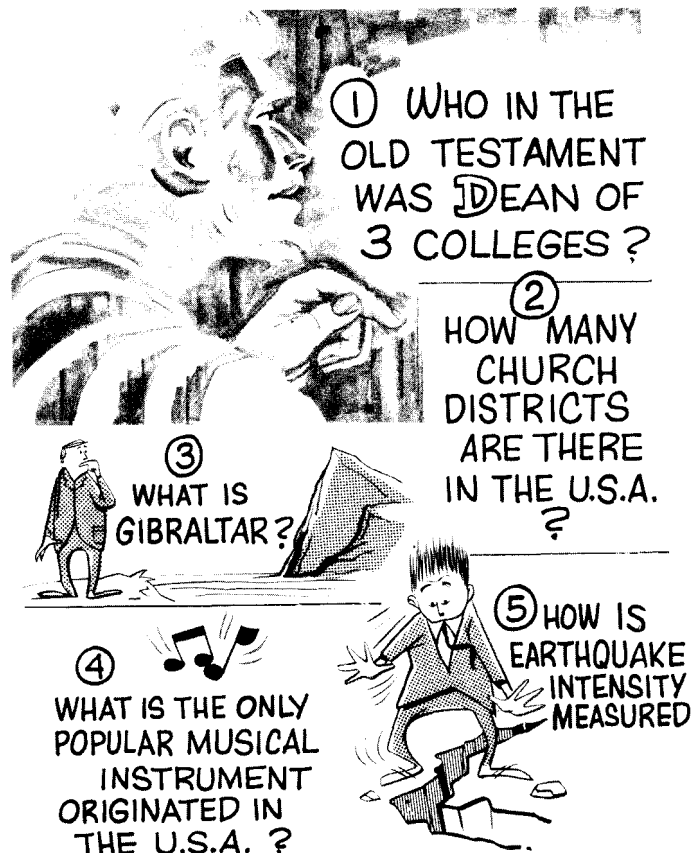 ① WHO IN THE
OLD TESTAMENT
WAS DEAN OF
3 COLLEGES?
②
HOW MANY
CHURCH
DISTRICTS
ARE THERE
IN THE U.S.A.
?
③
WHAT IS
GIBRALTAR?
④
WHAT IS THE ONLY
POPULAR MUSICAL
INSTRUMENT
ORIGINATED IN
THE U.S.A. ?
⑤ HOW IS
EARTHQUAKE
INTENSITY
MEASURED